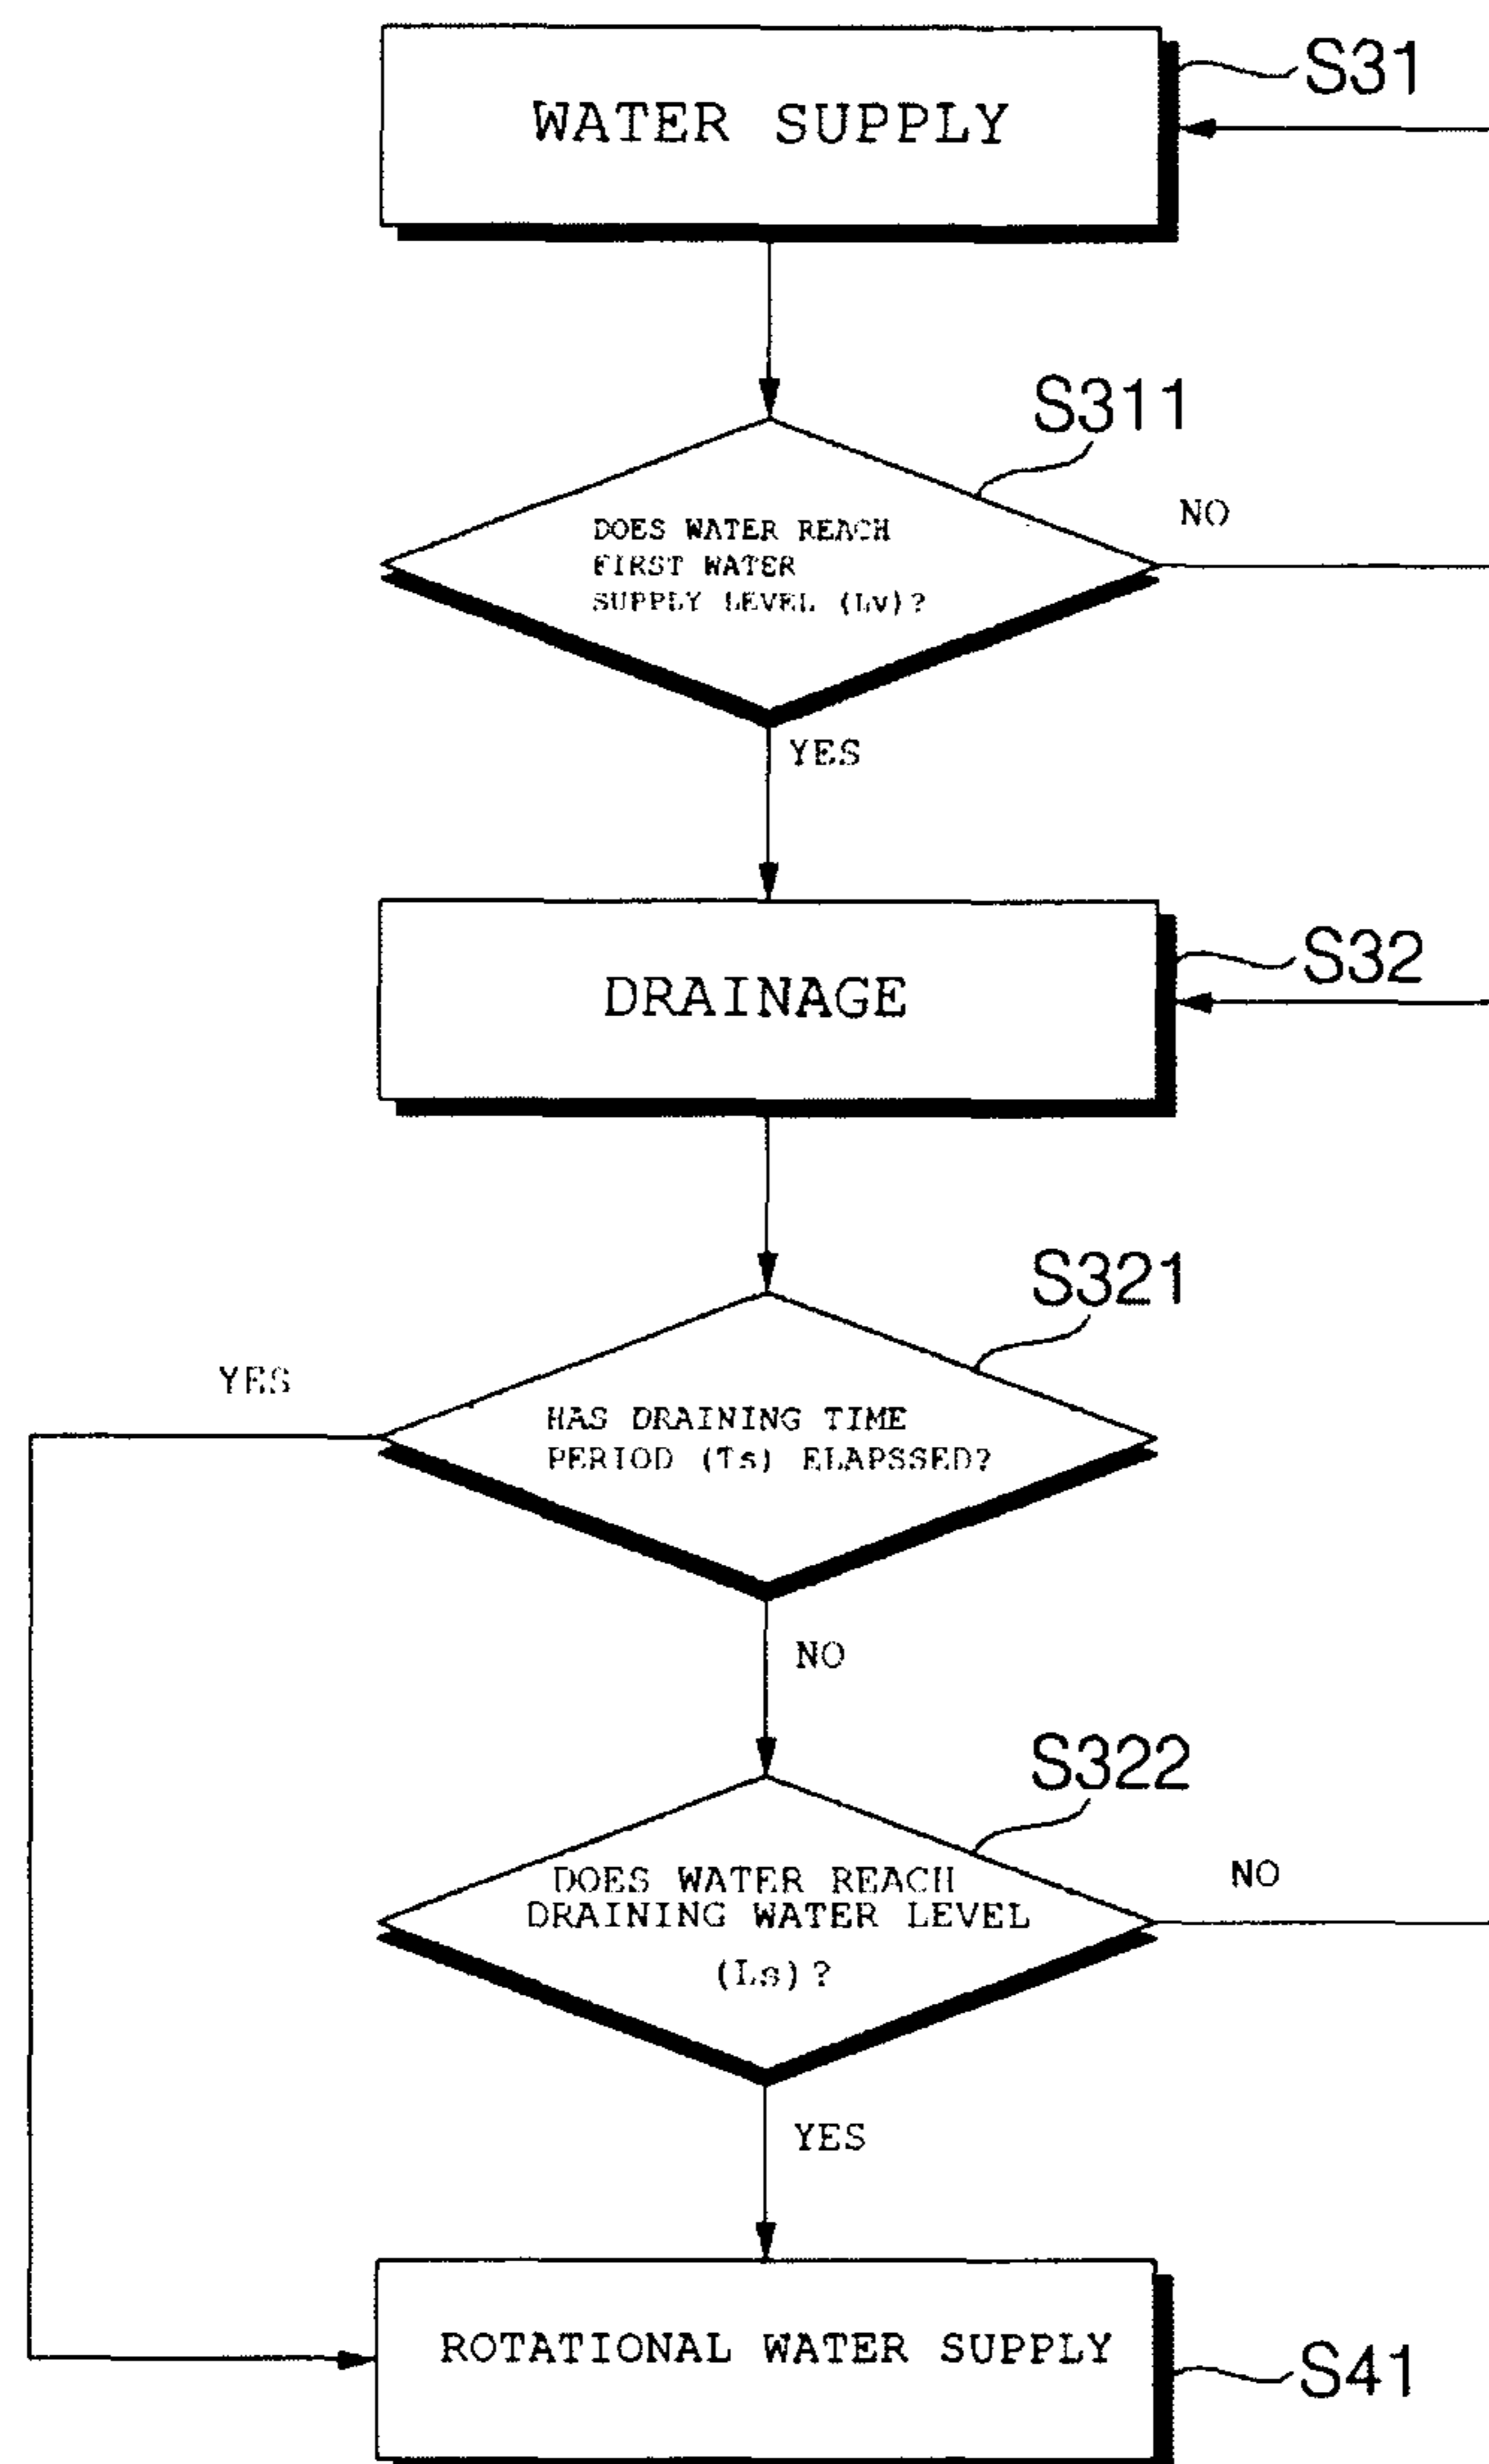 S31
WATER SUPPLY
S311
NO
DOES WATER REACH
FIRST WATER
SUPPLY LEVEL (Lv)?
YES
S32
DRAINAGE
S321
YES
HAS DRAINING TIME
PERIOD (Ts) ELAPSSED?
NO
S322
NO
DOES WATER REACH
DRAINING WATER LEVEL
(Ls)?
YES
ROTATIONAL WATER SUPPLY
S41